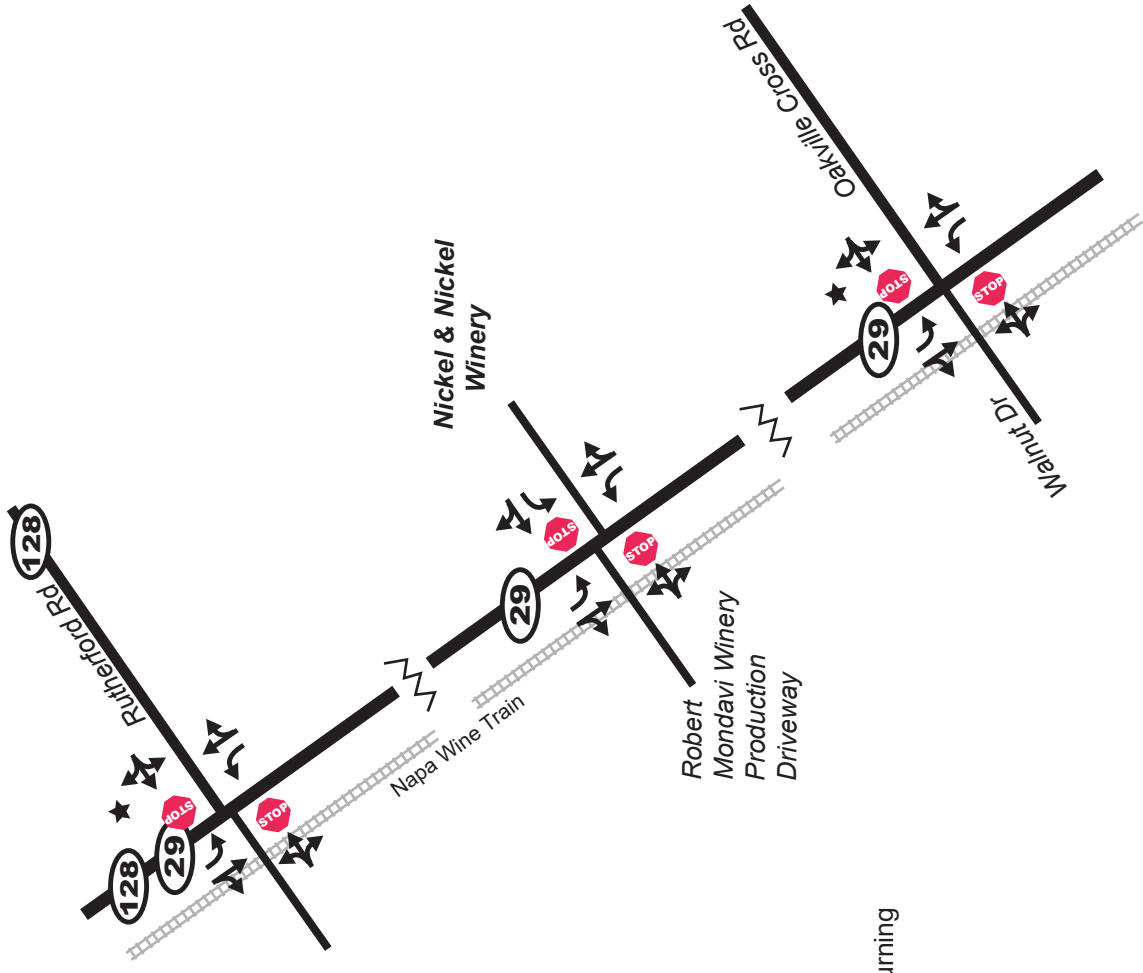 128
Rutherford Rd
128
29
STOP
STOP
Napa Wine Train
Nickel & Nickel
Winery
29
STOP
STOP
Robert
Mondavi Winery
Production
Driveway
Oakville Cross Rd
29
STOP
STOP
Walnut Dr
urning